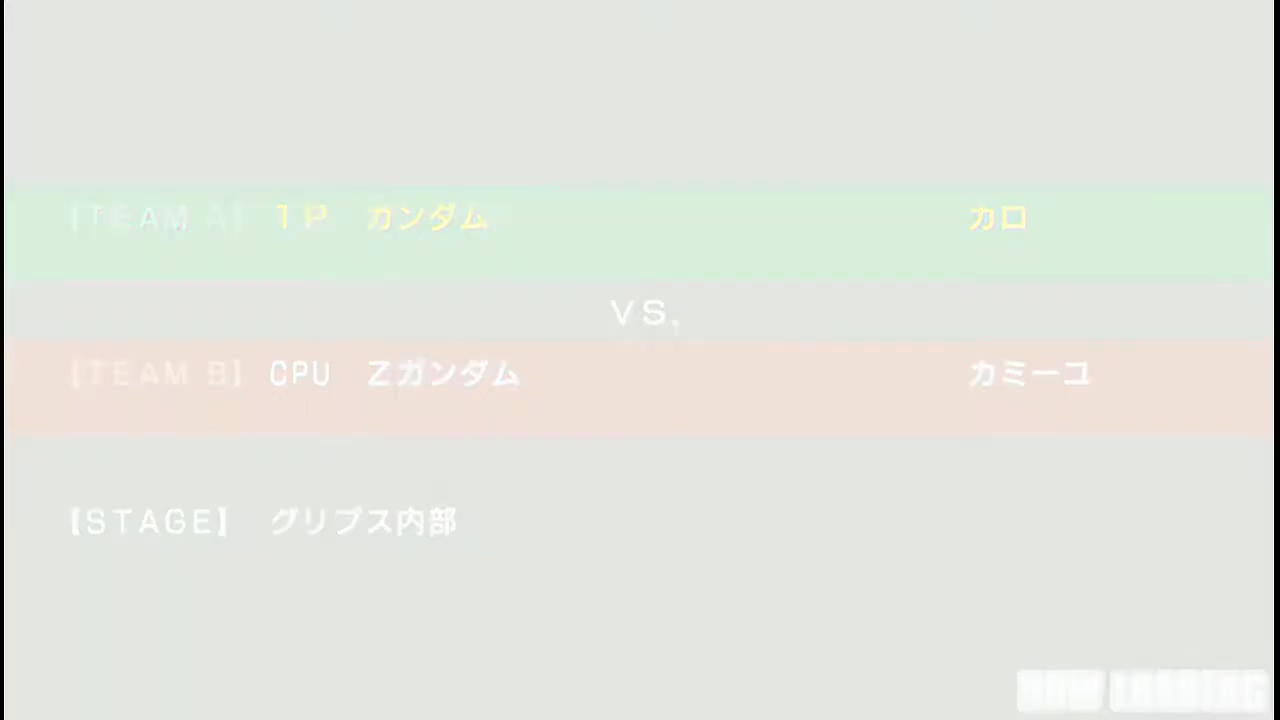 【TEAM A】 1P ガンダム カロ
VS.
【TEAM B】 CPU Zガンダム カミーユ
【STAGE】 グリプス内部
NOW LOADING